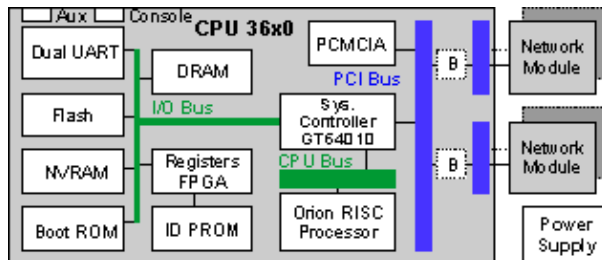 Aux
Console
CPU 36x0
Dual UART
DRAM
PCMCIA
PCI Bus
B
Network
Module
Flash
I/O Bus
Sys.
Controller
GT64010
CPU Bus
NVRAM
Registers
FPGA
B
Network
Module
Boot ROM
ID PROM
Orion RISC
Processor
Power
Supply